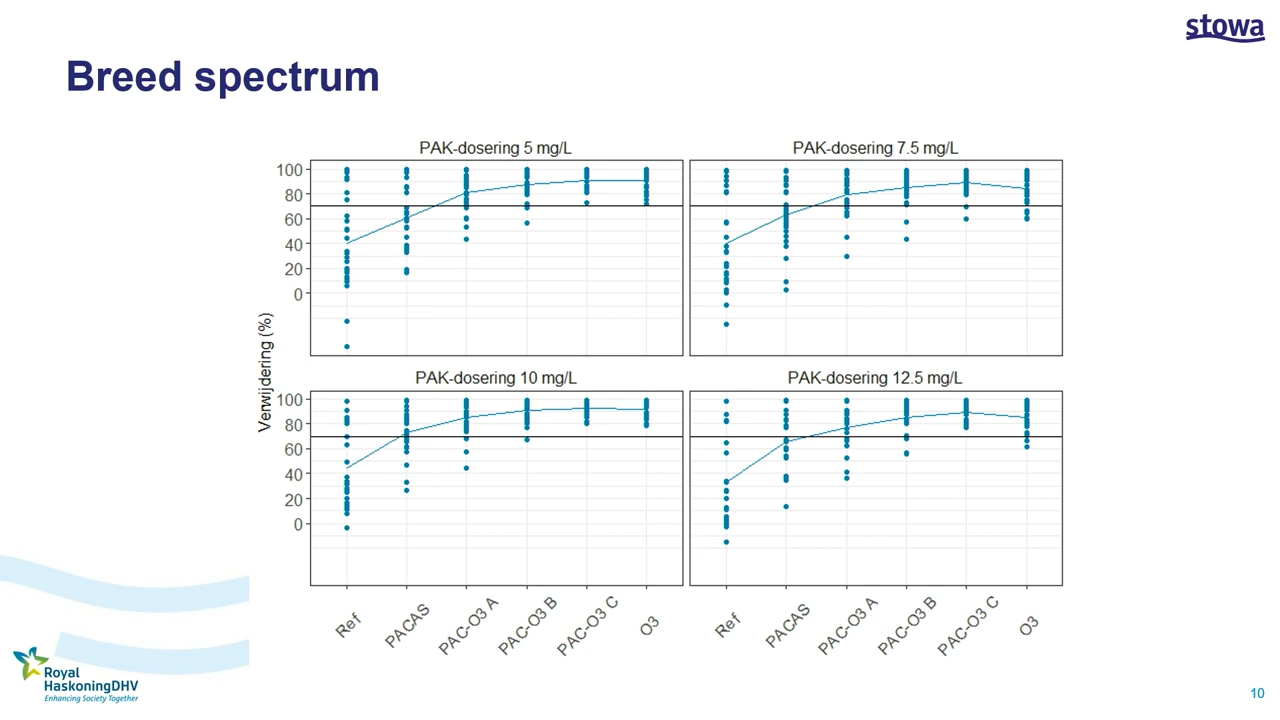 stowa
Breed spectrum
PAK-dosering 5 mg/L
PAK-dosering 7.5 mg/L
100
80
60
40
20
0
Verwijdering (%)
PAK-dosering 10 mg/L
PAK-dosering 12.5 mg/L
100
80
60
40
20
0
Ref
PACAS
PAC-O3 A
PAC-O3 B
PAC-O3 C
O3
Ref
PACAS
PAC-O3 A
PAC-O3 B
PAC-O3 C
O3
Royal
HaskoningDHV
Enhancing Society Together
10